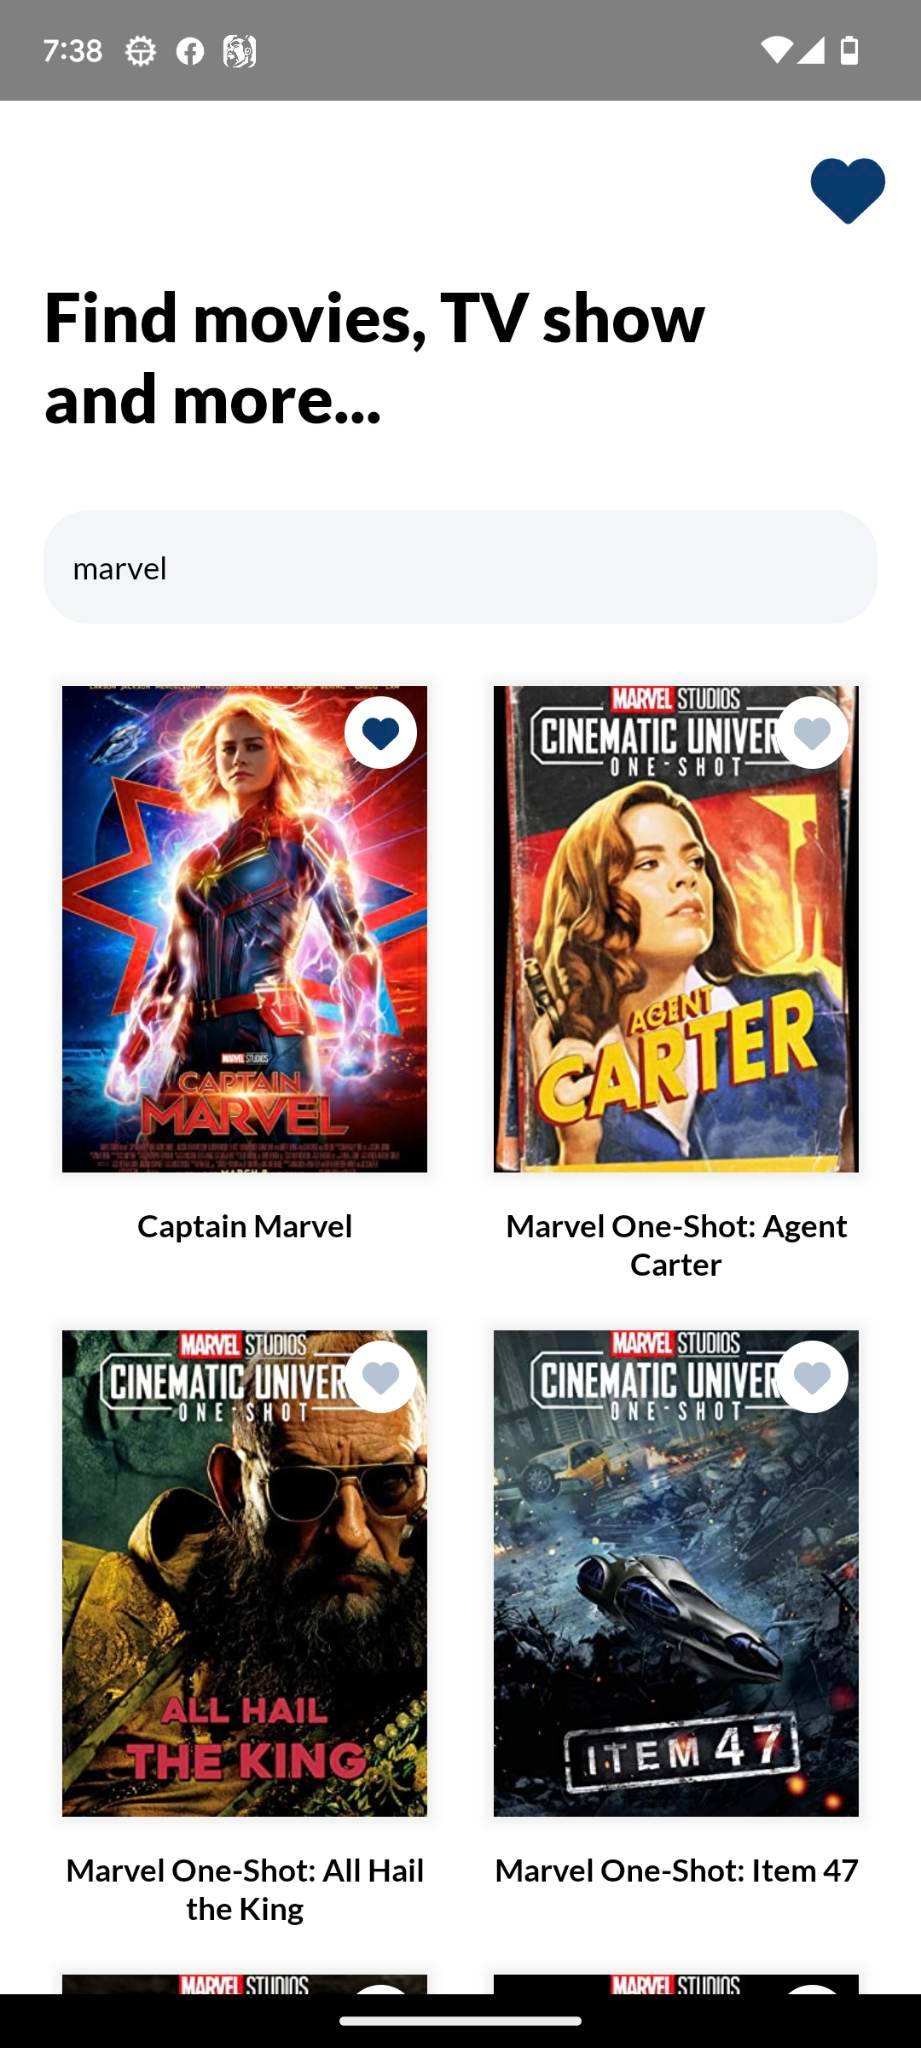 7:38
Find movies, TV show
and more...
marvel
MARVEL STUDIOS
CAPTAIN
MARVEL
MARVEL STUDIOS
CINEMATIC UNIVER
ONE-SHOT
AGENT
CARTER
Captain Marvel
Marvel One-Shot: Agent
Carter
MARVEL STUDIOS
CINEMATIC UNIVER
ONE-SHOT
ALL HAIL
THE KING
MARVEL STUDIOS
CINEMATIC UNIVER
ONE-SHOT
ITEM 47
Marvel One-Shot: All Hail
the King
Marvel One-Shot: Item 47
MARVEL STUDIOS
MARVEL STUDIOS